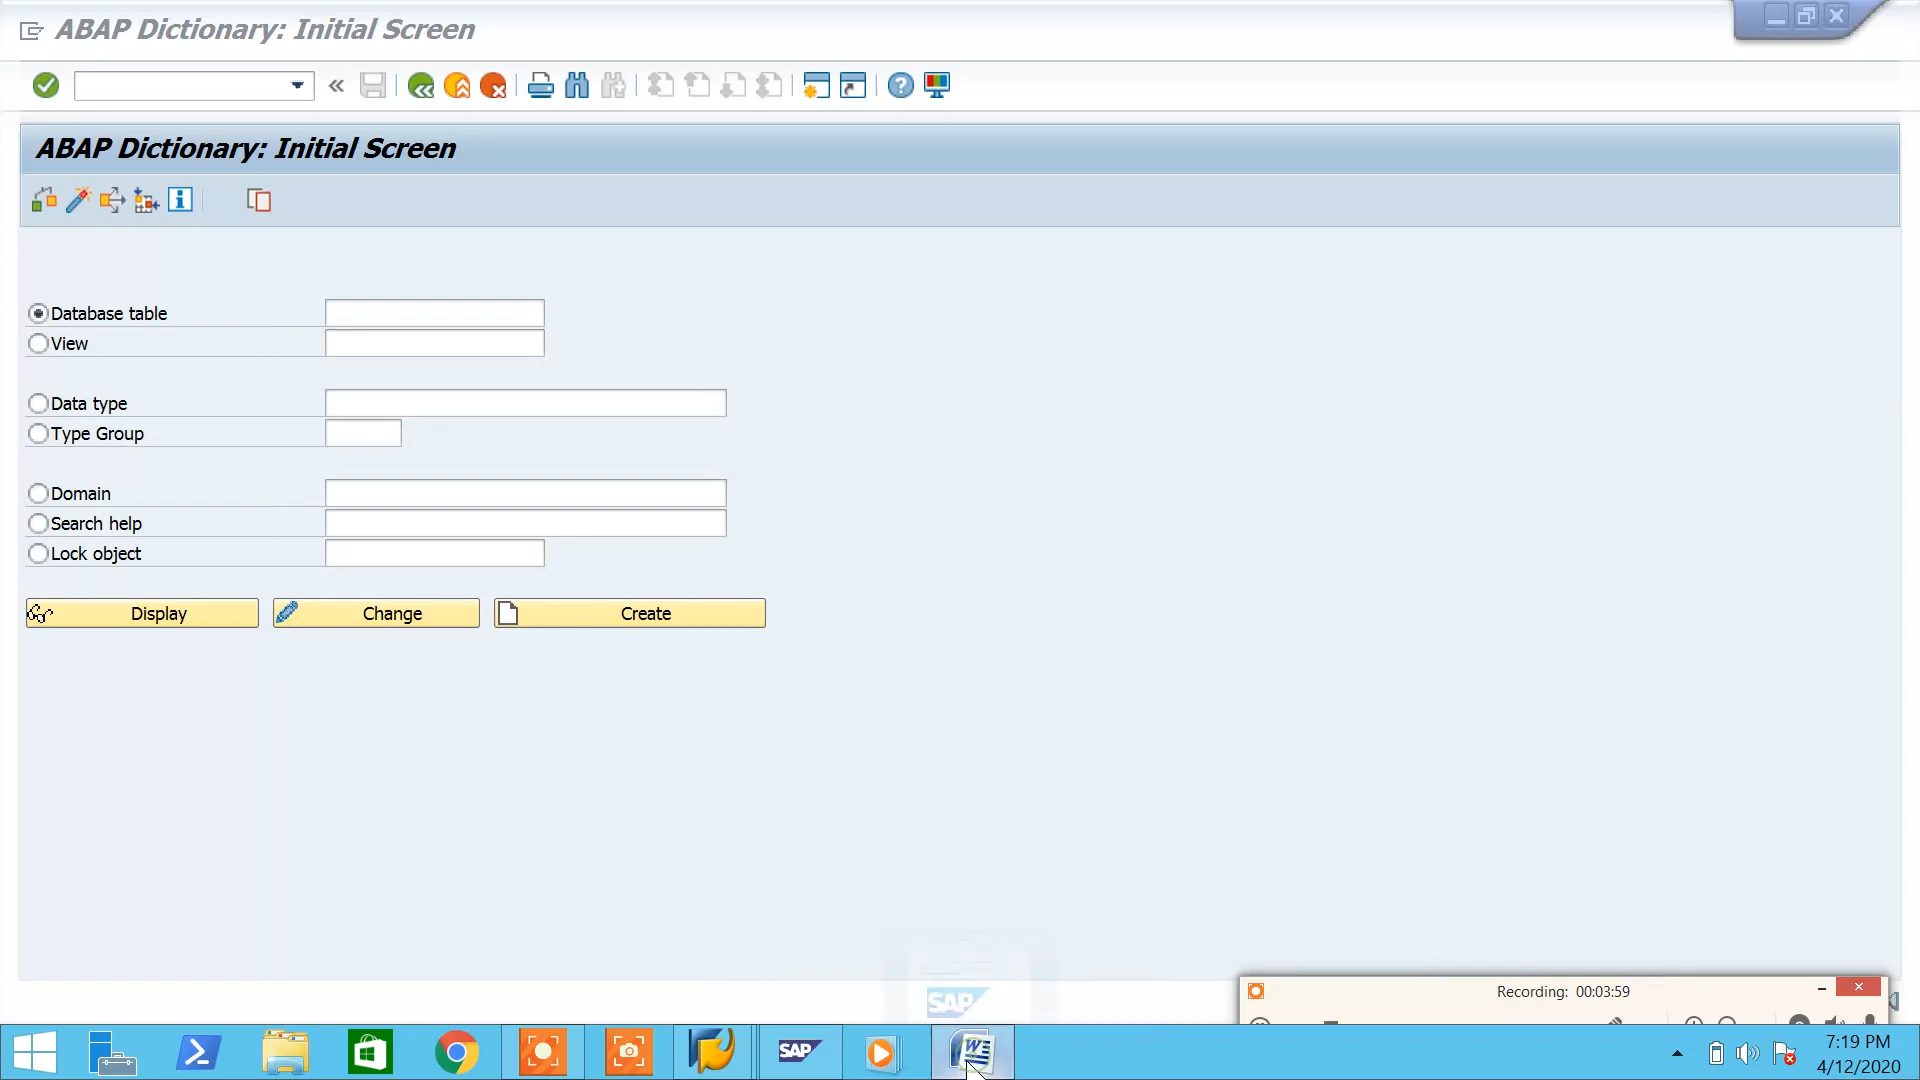 ABAP Dictionary: Initial Screen
ABAP Dictionary: Initial Screen
Database table
View
Data type
Type Group
Domain
Search help
Lock object
Display
Change
Create
SAP
Recording: 00:03:59
SAP
7:19 PM
4/12/2020